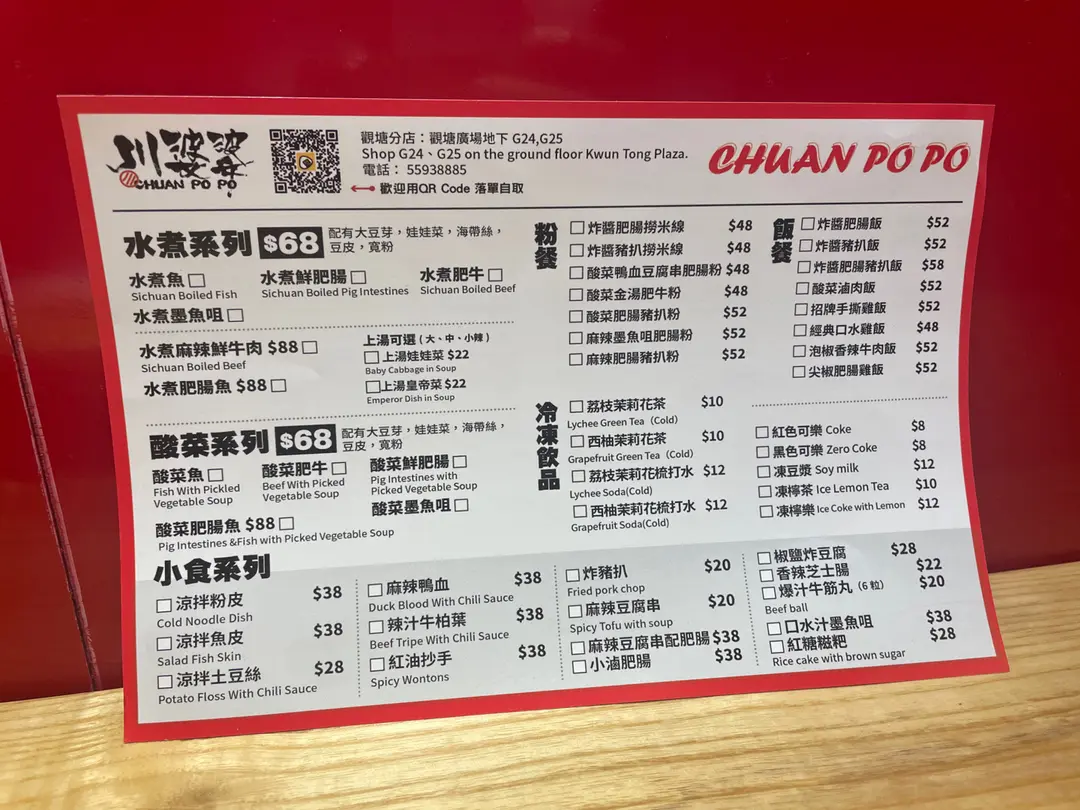 川婆婆
CHUAN PO PO
觀塘分店：觀塘廣場地下 G24,G25
Shop G24、G25 on the ground floor Kwun Tong Plaza.
電話： 55938885
歡迎用QR Code 落單自取
CHUAN PO PO
水煮系列 $68 配有大豆芽，娃娃菜，海帶絲，
豆皮，寬粉
水煮魚
Sichuan Boiled Fish
水煮鮮肥腸
Sichuan Boiled Pig Intestines
水煮肥牛
Sichuan Boiled Beef
水煮墨魚咀
水煮麻辣鮮牛肉 $88
Sichuan Boiled Beef
水煮肥腸魚 $88
上湯可選 ( 大、中、小辣 )
上湯娃娃菜 $22
Baby Cabbage in Soup
上湯皇帝菜 $22
Emperor Dish in Soup
酸菜系列 $68 配有大豆芽，娃娃菜，海帶絲，
豆皮，寬粉
酸菜魚
Fish With Pickled
Vegetable Soup
酸菜肥牛
Beef With Picked
Vegetable Soup
酸菜鮮肥腸
Pig Intestines with
Picked Vegetable Soup
酸菜墨魚咀
酸菜肥腸魚 $88
Pig Intestines &Fish with Picked Vegetable Soup
粉餐
炸醬肥腸撈米線 $48
炸醬豬扒撈米線 $48
酸菜鴨血豆腐串肥腸粉 $48
酸菜金湯肥牛粉 $48
酸菜肥腸豬扒粉 $52
麻辣墨魚咀肥腸粉 $52
麻辣肥腸豬扒粉 $52
飯餐
炸醬肥腸飯 $52
炸醬豬扒飯 $52
炸醬肥腸豬扒飯 $58
酸菜滷肉飯 $52
招牌手撕雞飯 $52
經典口水雞飯 $48
泡椒香辣牛肉飯 $52
尖椒肥腸雞飯 $52
冷凍飲品
荔枝茉莉花茶 $10
Lychee Green Tea（Cold）
西柚茉莉花茶 $10
Grapefruit Green Tea（Cold）
荔枝茉莉花梳打水 $12
Lychee Soda(Cold)
西柚茉莉花梳打水 $12
Grapefruit Soda(Cold)
紅色可樂 Coke $8
黑色可樂 Zero Coke $8
凍豆漿 Soy milk $12
凍檸茶 Ice Lemon Tea $10
凍檸樂 Ice Coke with Lemon $12
小食系列
涼拌粉皮 $38
Cold Noodle Dish
涼拌魚皮 $38
Salad Fish Skin
涼拌土豆絲 $28
Potato Floss With Chili Sauce
麻辣鴨血 $38
Duck Blood With Chili Sauce
辣汁牛柏葉 $38
Beef Tripe With Chili Sauce
紅油抄手 $38
Spicy Wontons
炸豬扒 $20
Fried pork chop
麻辣豆腐串 $20
Spicy Tofu with soup
麻辣豆腐串配肥腸 $38
小滷肥腸 $38
椒鹽炸豆腐 $28
香辣芝士腸 $22
爆汁牛筋丸（6 粒） $20
Beef ball
口水汁墨魚咀 $38
紅糖糍粑 $28
Rice cake with brown sugar